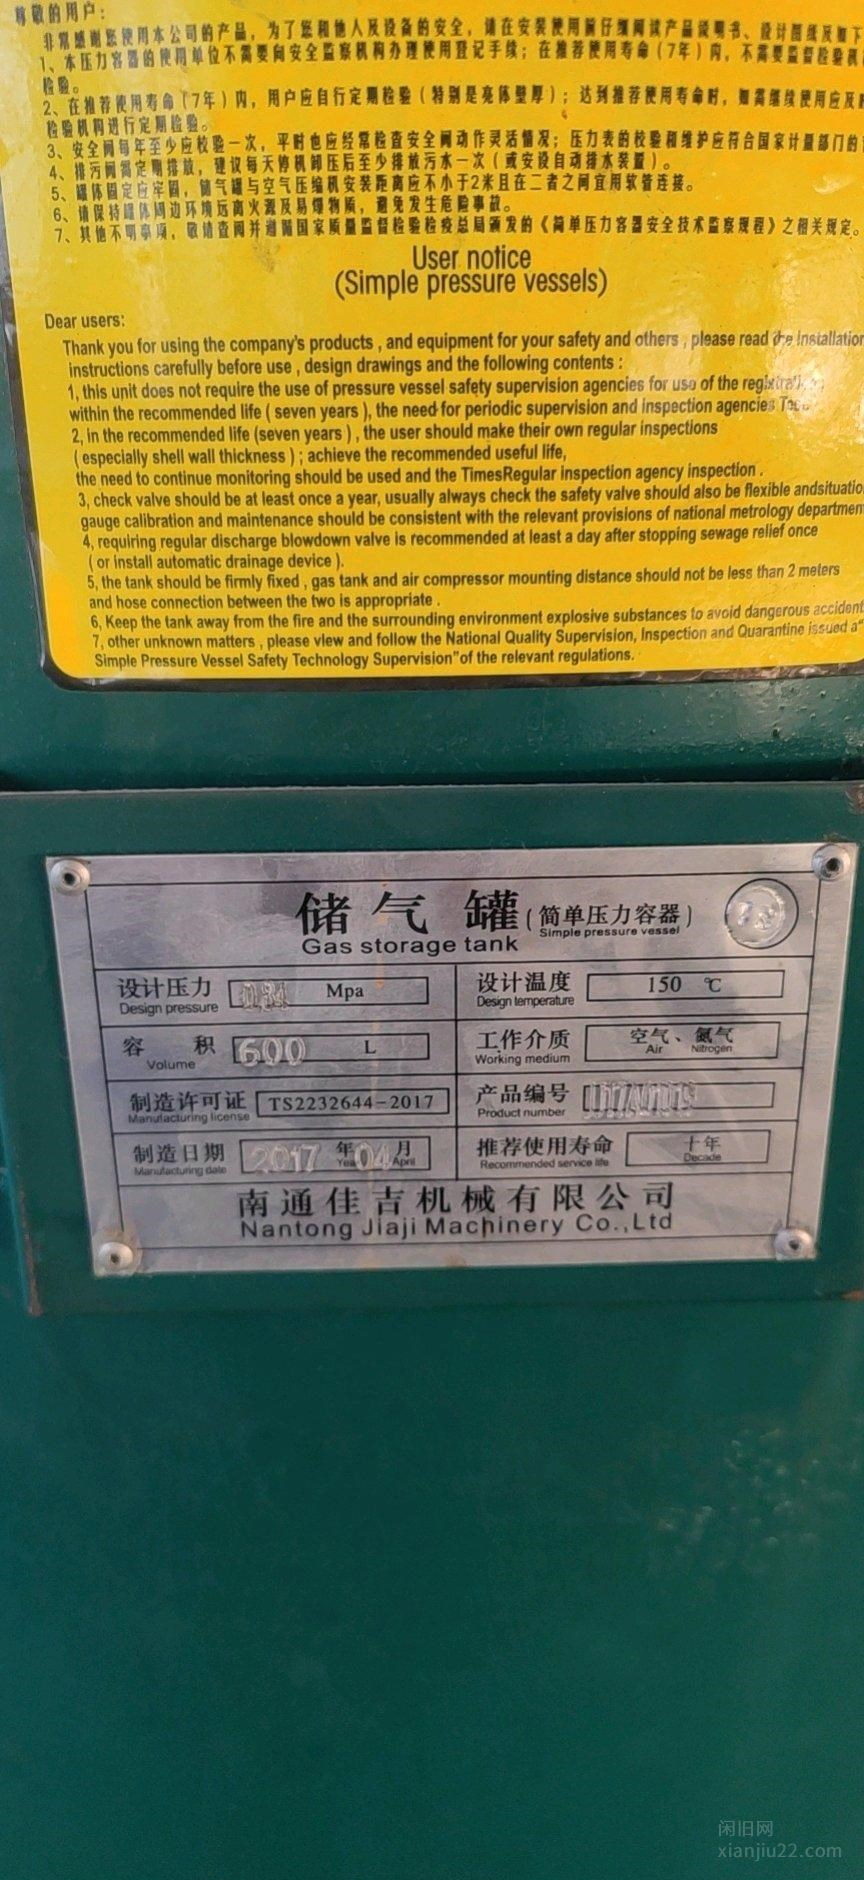 尊敬的用户：
非常感谢您使用本公司的产品，为了您和他人及设备的安全，请在安装使用前仔细阅读产品说明书、设计图纸及如下
1、本压力容器的使用单位不需要向安全监察机构办理使用登记手续；在推荐使用寿命(7年)内，不需要监督检验机
检验。
2、在推荐使用寿命(7年)内，用户应自行定期检验(特别是壳体壁厚)；达到推荐使用寿命时，如需继续使用应及
检验机构进行定期检验。
3、安全阀每年至少应校验一次，平时也应经常检查安全阀动作灵活情况；压力表的校验和维护应符合国家计量部门的
4、排污阀需定期排放，建议每天停机卸压后至少排放污水一次(或安设自动排水装置)。
5、罐体固定应牢固，储气罐与空气压缩机安装距离应不小于2米且在二者之间宜用软管连接。
6、请保持罐体周边环境远离火源及易爆物质，避免发生危险事故。
7、其他不明事项，敬请查阅并遵循国家质量监督检验检疫总局颁发的《简单压力容器安全技术监察规程》之相关规定。
User notice
(Simple pressure vessels)
Dear users:
Thank you for using the company's products , and equipment for your safety and others , please read the installation
instructions carefully before use , design drawings and the following contents :
1, this unit does not require the use of pressure vessel safety supervision agencies for use of the
within the recommended life ( seven years ), the need for periodic supervision and inspection agencies
2, in the recommended life (seven years ) , the user should make their own regular inspections
( especially shell wall thickness ) ; achieve the recommended useful life,
the need to continue monitoring should be used and the TimesRegular inspection agency inspection .
3, check valve should be at least once a year, usually always check the safety valve should also be flexible andsituatio
gauge calibration and maintenance should be consistent with the relevant provisions of national metrology departmen
4, requiring regular discharge blowdown valve is recommended at least a day after stopping sewage relief once
( or install automatic drainage device ).
5, the tank should be firmly fixed , gas tank and air compressor mounting distance should not be less than 2 meters
and hose connection between the two is appropriate .
6, Keep the tank away from the fire and the surrounding environment explosive substances to avoid dangerous accident
7, other unknown matters , please view and follow the National Quality Supervision, Inspection and Quarantine issued a"
Simple Pressure Vessel Safety Technology Supervision"of the relevant regulations.
储气罐(简单压力容器)
Gas storage tank Simple pressure vessel
设计压力 0.84 Mpa 设计温度 150 ℃
Design pressure Design temperature
容积 600 L 工作介质 空气、氮气
Volume Working medium Air Nitrogen
制造许可证 TS2232644-2017 产品编号
Manufacturing license Product number
制造日期 2017 年 04 月 推荐使用寿命 十年
Manufacturing date Year April Recommended service life Decade
南通佳吉机械有限公司
Nantong Jiaji Machinery Co.,Ltd
闲旧网
xianjiu22.com